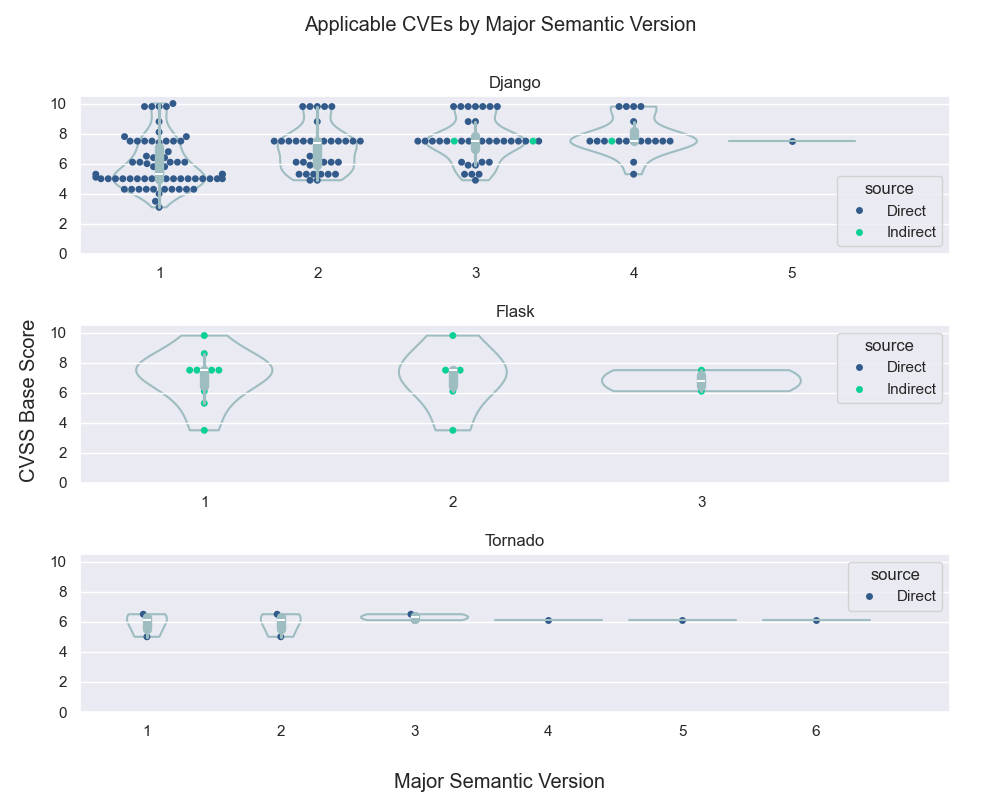 Applicable CVEs by Major Semantic Version
Django
10
8
6
4
2
0
1 2 3 4 5
source
Direct
Indirect
CVSS Base Score
Flask
10
8
6
4
2
0
1 2 3
source
Direct
Indirect
Tornado
10
8
6
4
2
0
1 2 3 4 5 6
source
Direct
Major Semantic Version